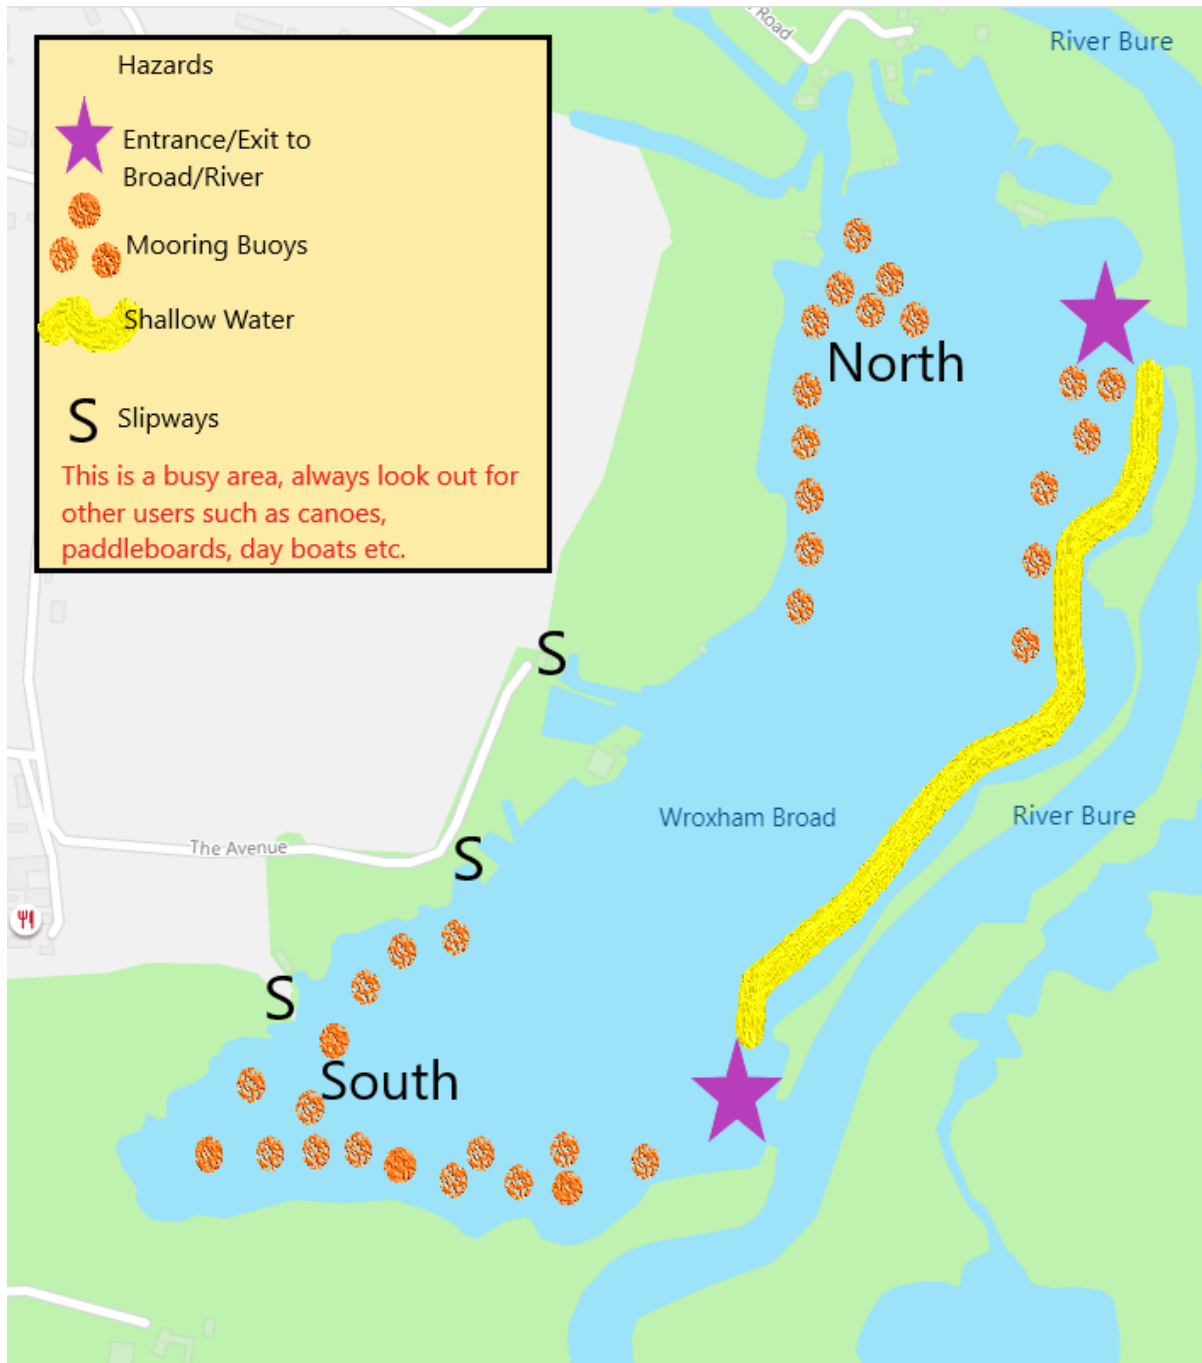 Road
River Bure
Hazards
Entrance/Exit to
Broad/River
Mooring Buoys
Shallow Water
S Slipways
This is a busy area, always look out for
other users such as canoes,
paddleboards, day boats etc.
North
S
Wroxham Broad
River Bure
The Avenue
S
S
South